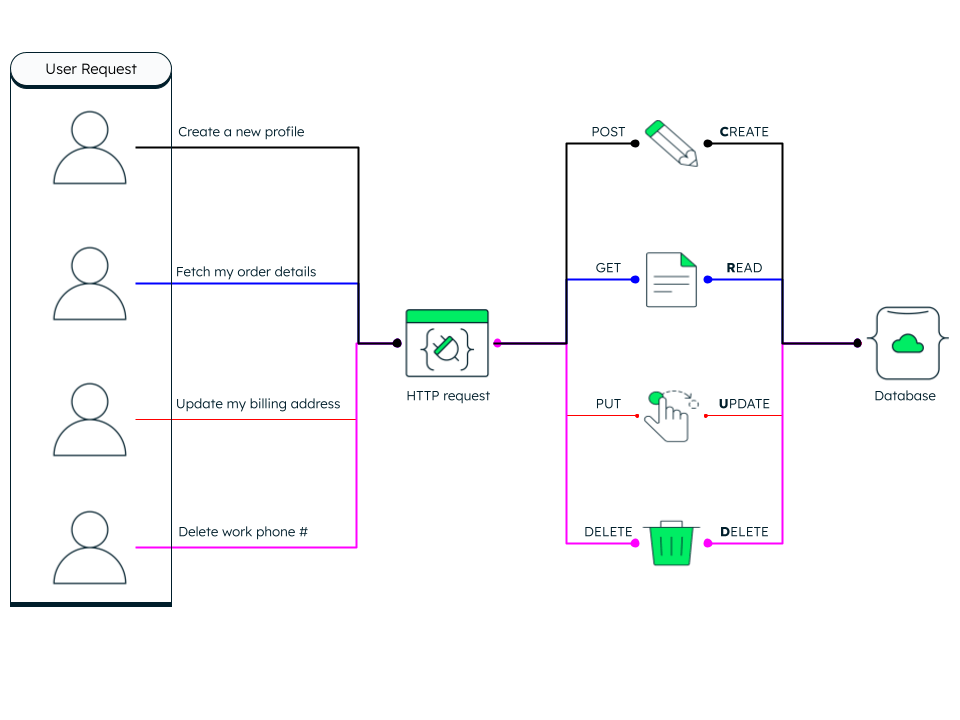 User Request
Create a new profile
Fetch my order details
Update my billing address
Delete work phone #
HTTP request
POST
CREATE
GET
READ
PUT
UPDATE
DELETE
DELETE
Database